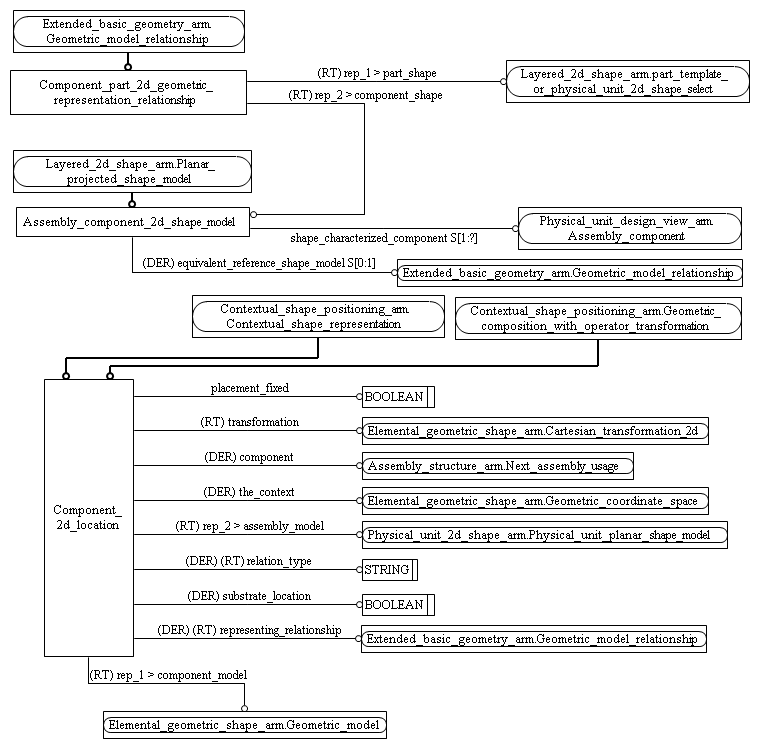 Extended_basic_geometry_arm.
Geometric_model_relationship
Component_part_2d_geometric_
representation_relationship
(RT) rep_1 > part_shape
Layered_2d_shape_arm.part_template_
or_physical_unit_2d_shape_select
(RT) rep_2 > component_shape
Layered_2d_shape_arm.Planar_
projected_shape_model
Assembly_component_2d_shape_model
shape_characterized_component S[1:?]
Physical_unit_design_view_arm.
Assembly_component
(DER) equivalent_reference_shape_model S[0:1]
Extended_basic_geometry_arm.Geometric_model_relationship
Contextual_shape_positioning_arm.
Contextual_shape_representation
Contextual_shape_positioning_arm.Geometric_
composition_with_operator_transformation
Component_
2d_location
placement_fixed
BOOLEAN
(RT) transformation
Elemental_geometric_shape_arm.Cartesian_transformation_2d
(DER) component
Assembly_structure_arm.Next_assembly_usage
(DER) the_context
Elemental_geometric_shape_arm.Geometric_coordinate_space
(RT) rep_2 > assembly_model
Physical_unit_2d_shape_arm.Physical_unit_planar_shape_model
(DER) (RT) relation_type
STRING
(DER) substrate_location
BOOLEAN
(DER) (RT) representing_relationship
Extended_basic_geometry_arm.Geometric_model_relationship
(RT) rep_1 > component_model
Elemental_geometric_shape_arm.Geometric_model